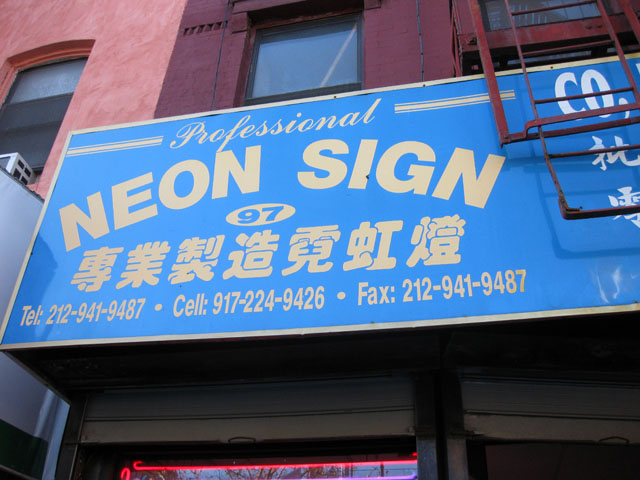 Professional
NEON SIGN
97
專業製造霓虹燈
Tel: 212-941-9487 • Cell: 917-224-9426 • Fax: 212-941-9487
CO.
批